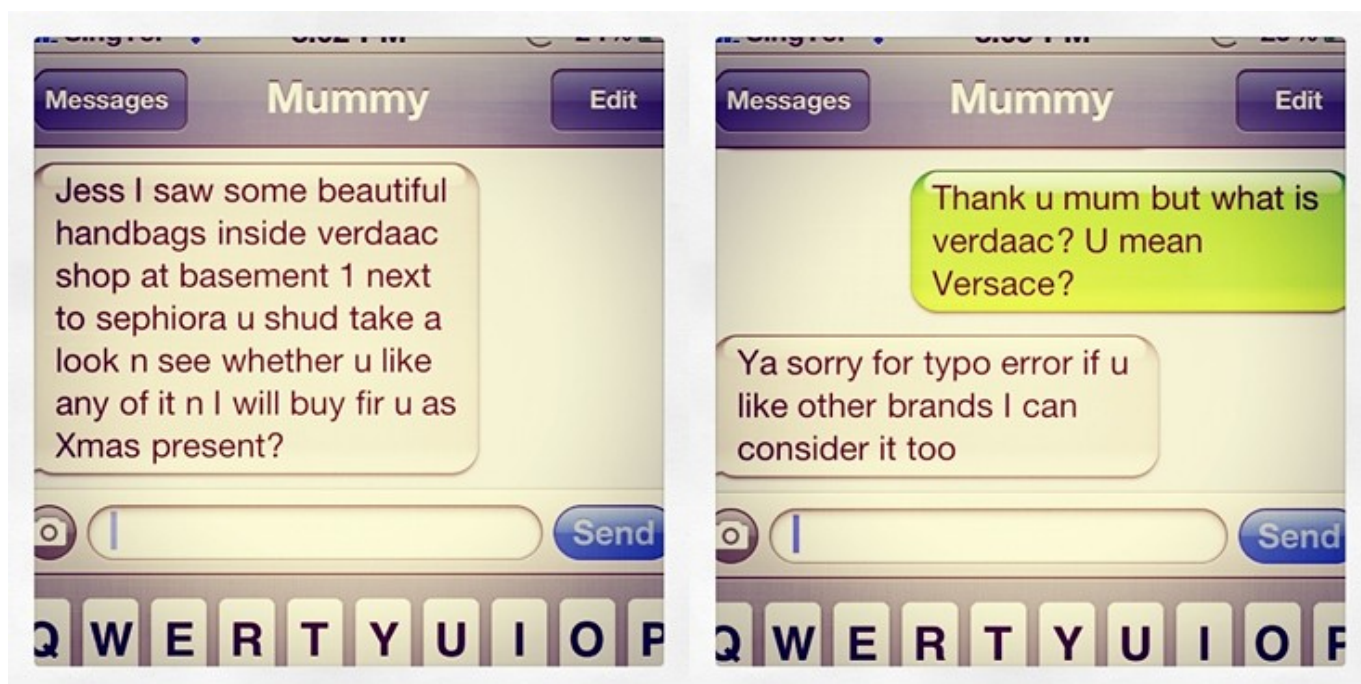 Messages
Mummy
Edit
Jess I saw some beautiful
handbags inside verdaac
shop at basement 1 next
to sephiora u shud take a
look n see whether u like
any of it n I will buy fir u as
Xmas present?
Send
Q W E R T Y U I O P
Messages
Mummy
Edit
Thank u mum but what is
verdaac? U mean
Versace?
Ya sorry for typo error if u
like other brands I can
consider it too
Send
Q W E R T Y U I O P